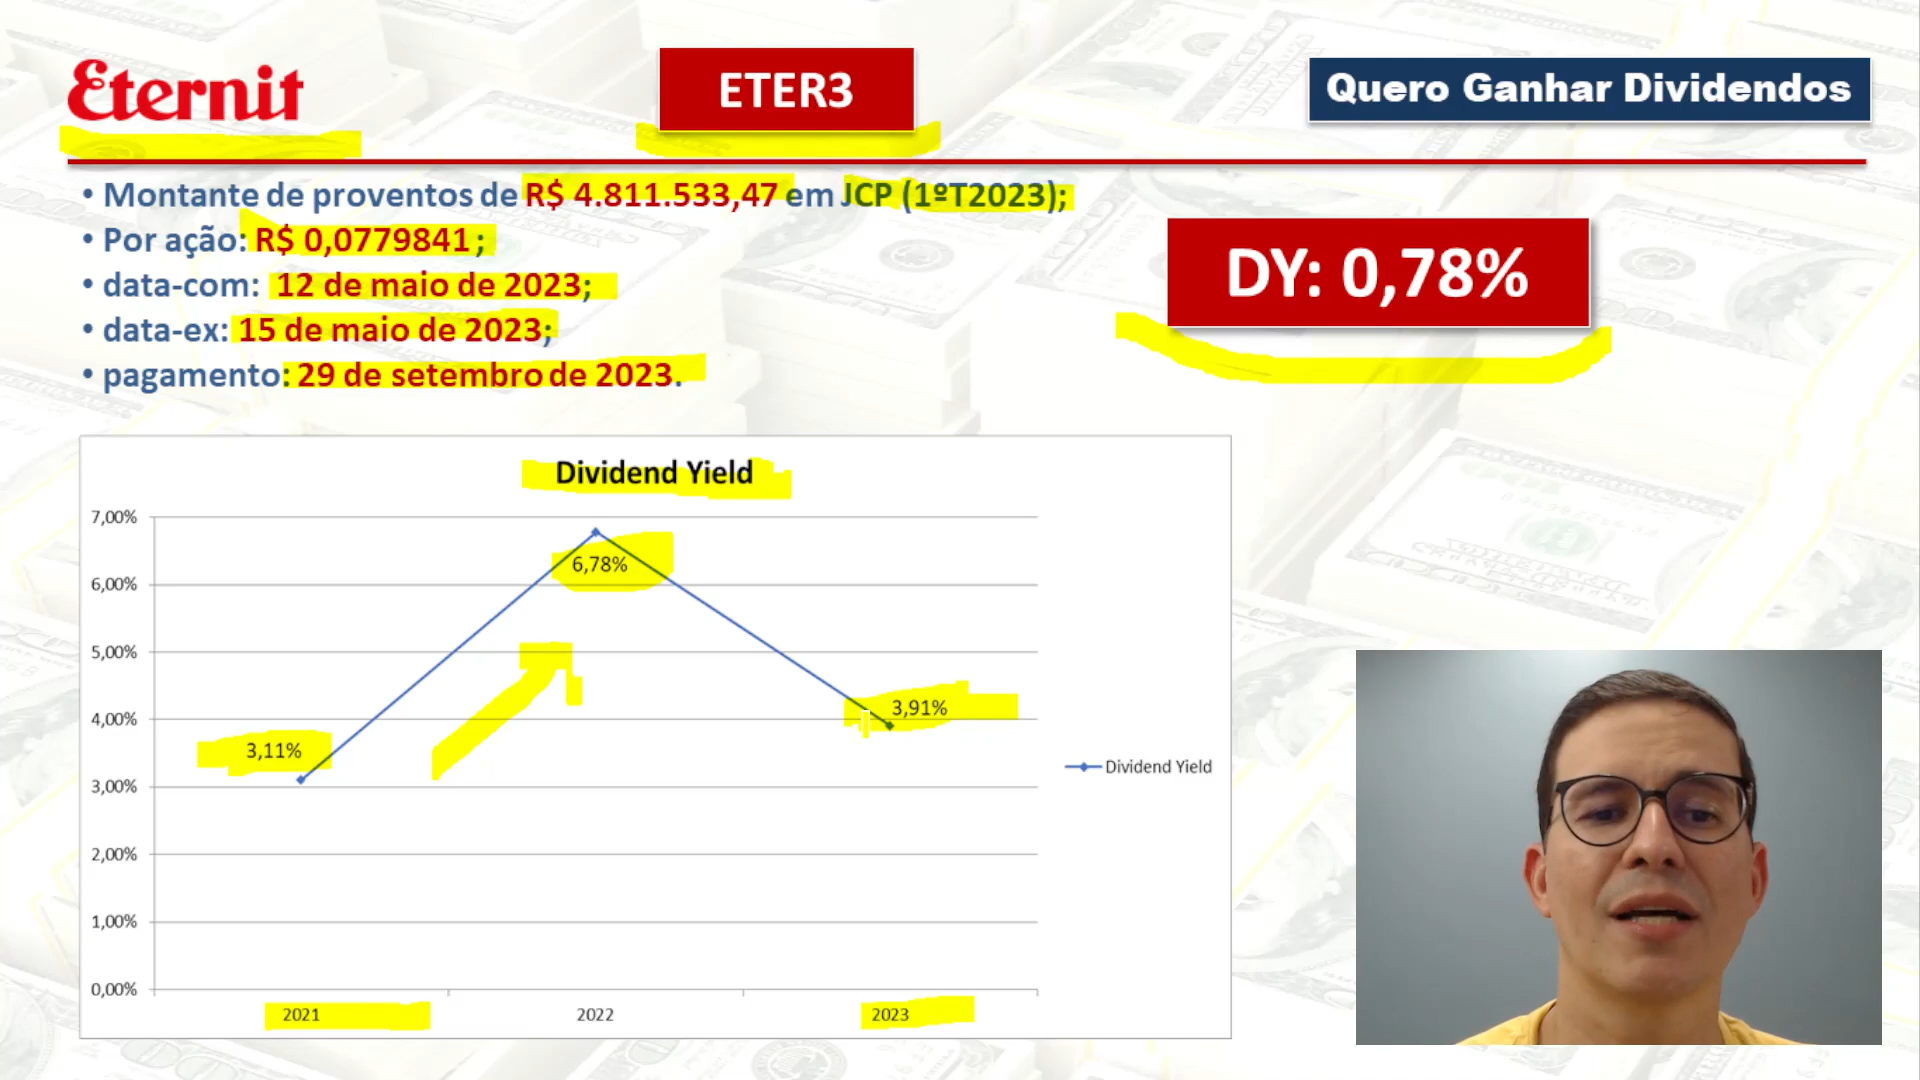 Eternit
ETER3
Quero Ganhar Dividendos
• Montante de proventos de R$ 4.811.533,47 em JCP (1ºT2023);
• Por ação: R$ 0,0779841 ;
• data-com: 12 de maio de 2023;
• data-ex: 15 de maio de 2023;
• pagamento: 29 de setembro de 2023.
DY: 0,78%
Dividend Yield
7,00%
6,00%
5,00%
4,00%
3,00%
2,00%
1,00%
0,00%
3,11%
6,78%
3,91%
Dividend Yield
2021
2022
2023